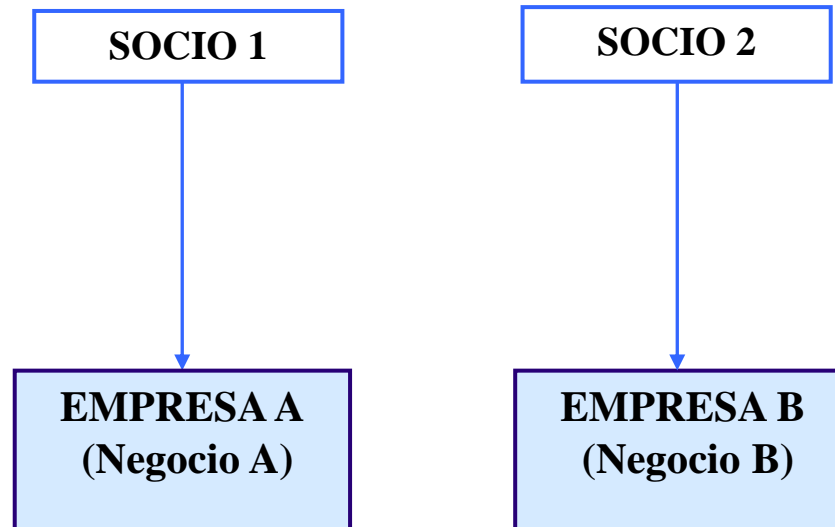 SOCIO 1
SOCIO 2
EMPRESA A
(Negocio A)
EMPRESA B
(Negocio B)